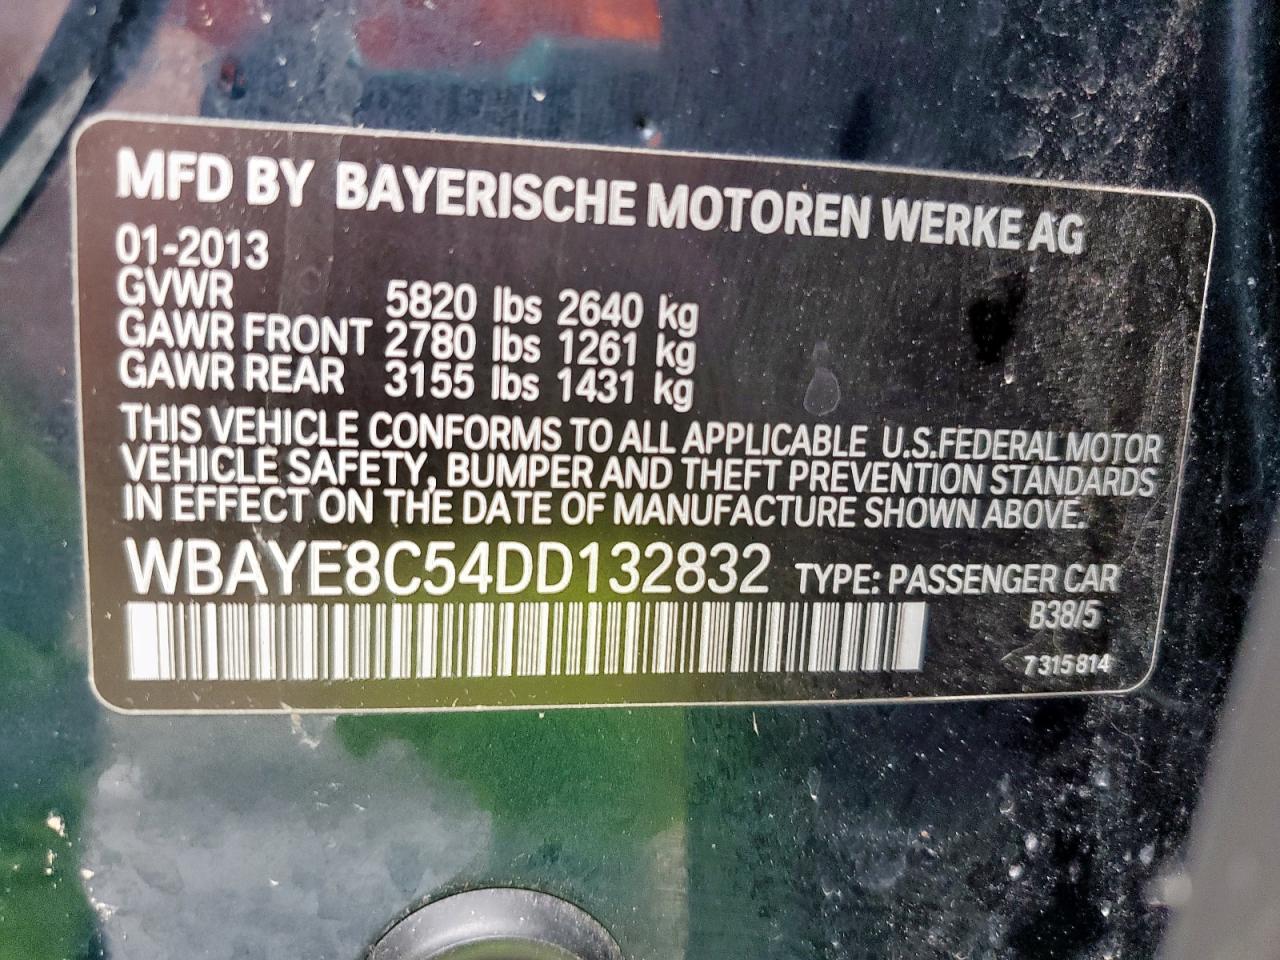 MFD BY BAYERISCHE MOTOREN WERKE AG
01-2013
GVWR 5820 lbs 2640 kg
GAWR FRONT 2780 lbs 1261 kg
GAWR REAR 3155 lbs 1431 kg
THIS VEHICLE CONFORMS TO ALL APPLICABLE U.S.FEDERAL MOTOR
VEHICLE SAFETY, BUMPER AND THEFT PREVENTION STANDARDS
IN EFFECT ON THE DATE OF MANUFACTURE SHOWN ABOVE.
WBAYE8C54DD132832 TYPE: PASSENGER CAR
B38/5
7 315 814